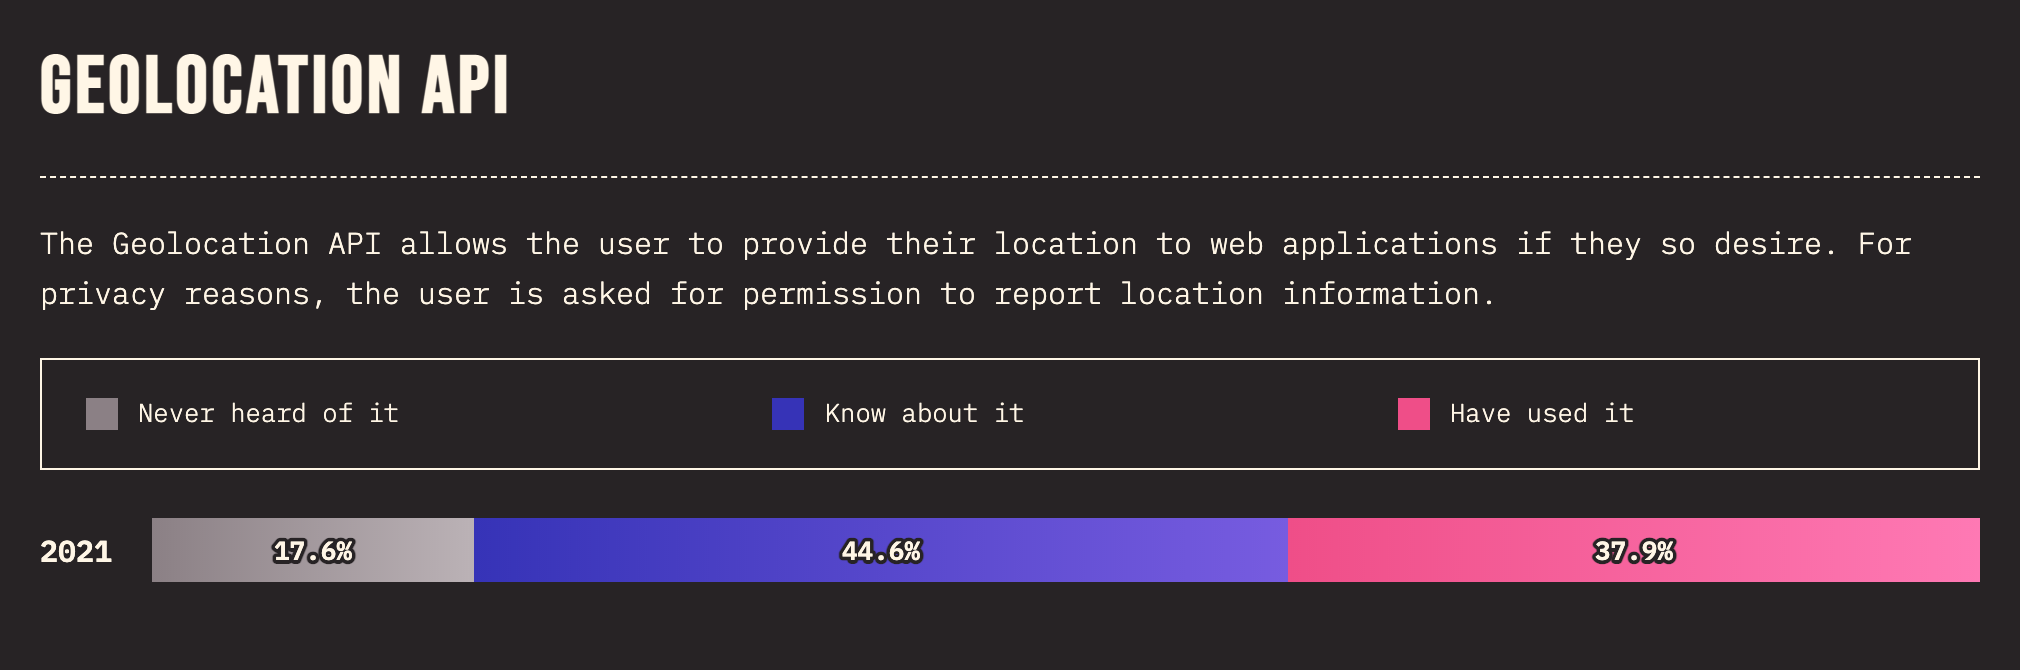 GEOLOCATION API
The Geolocation API allows the user to provide their location to web applications if they so desire. For
privacy reasons, the user is asked for permission to report location information.
Never heard of it
Know about it
Have used it
2021
17.6%
44.6%
37.9%